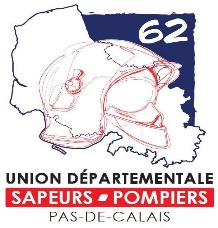 62
UNION DÉPARTEMENTALE
SAPEURS - POMPIERS
PAS-DE-CALAIS